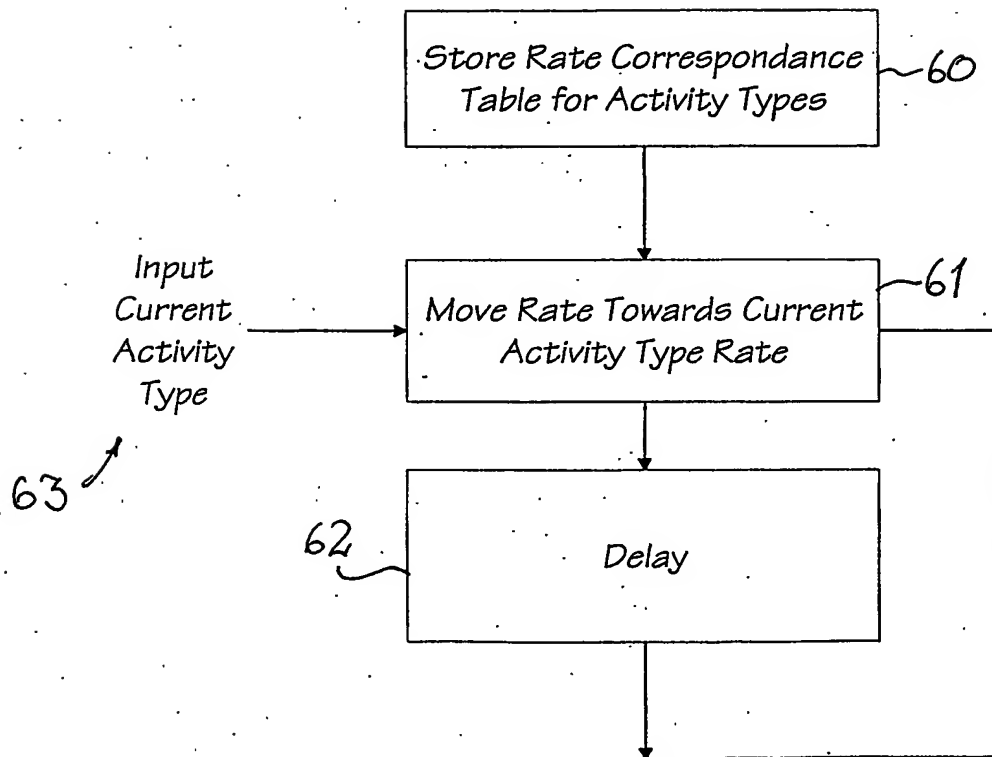 Store Rate Correspondance
Table for Activity Types
60
Input
Current
Activity
Type
Move Rate Towards Current
Activity Type Rate
61
63
62
Delay